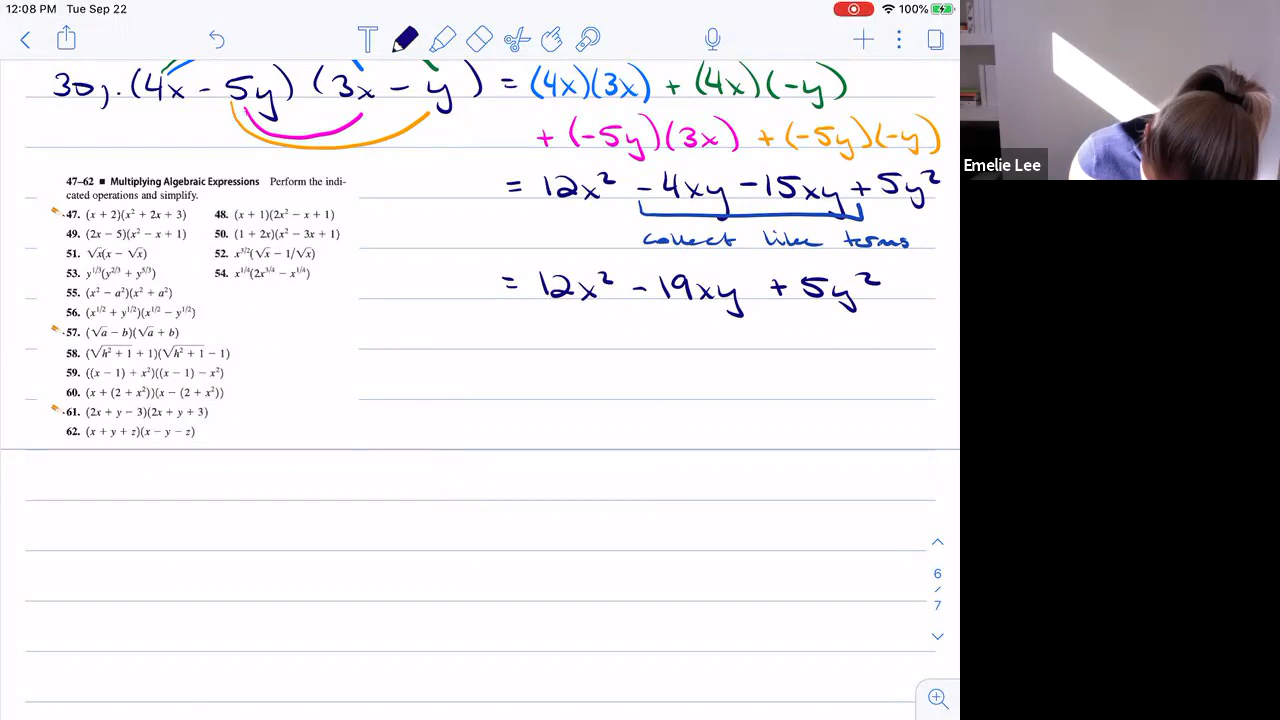 12:08 PM Tue Sep 22
100%
30). (4x - 5y) (3x - y) = (4x)(3x) + (4x)(-y)
+ (-5y)(3x) + (-5y)(-y)
= 12x² - 4xy - 15xy + 5y²
collect like terms
= 12x² - 19xy + 5y²
47–62 ■ Multiplying Algebraic Expressions Perform the indi-
cated operations and simplify.
47. (x + 2)(x² + 2x + 3) 48. (x + 1)(2x² − x + 1)
49. (2x − 5)(x² − x + 1) 50. (1 + 2x)(x² − 3x + 1)
51. √x(x − √x) 52. x^{3/2}(√x − 1/√x)
53. y^{1/3}(y^{2/3} + y^{5/3}) 54. x^{1/4}(2x^{3/4} − x^{1/4})
55. (x² − a²)(x² + a²)
56. (x^{1/2} + y^{1/2})(x^{1/2} − y^{1/2})
57. (√a − b)(√a + b)
58. (√(h² + 1) + 1)(√(h² + 1) − 1)
59. ((x − 1) + x²)((x − 1) − x²)
60. (x + (2 + x²))(x − (2 + x²))
61. (2x + y − 3)(2x + y + 3)
62. (x + y + z)(x − y − z)
6
/
7
Emelie Lee